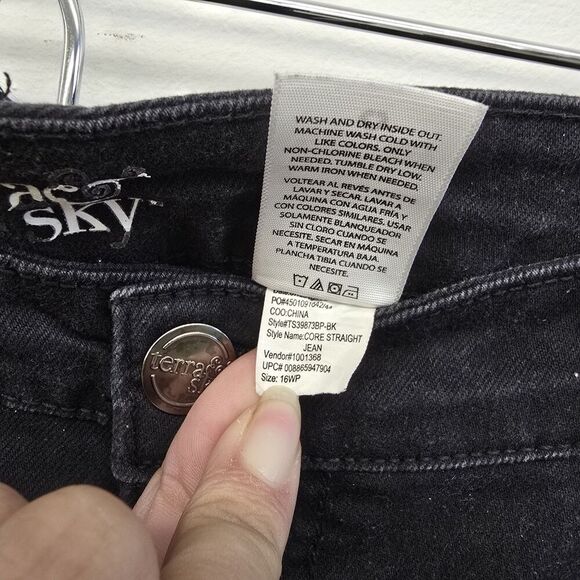 WASH AND DRY INSIDE OUT.
MACHINE WASH COLD WITH
LIKE COLORS. ONLY
NON-CHLORINE BLEACH WHEN
NEEDED. TUMBLE DRY LOW.
WARM IRON WHEN NEEDED.
VOLTEAR AL REVÉS ANTES DE
LAVAR Y SECAR. LAVAR A
MÁQUINA CON AGUA FRÍA Y
CON COLORES SIMILARES. USAR
SOLAMENTE BLANQUEADOR
SIN CLORO CUANDO SE
NECESITE. SECAR EN MÁQUINA
A TEMPERATURA BAJA.
PLANCHA TIBIA CUANDO SE
NECESITE.
SKY
COO:CHINA
Style#TS39873BP-BK
Style Name:CORE STRAIGHT
JEAN
Vendor#1001368
UPC# 008865947904
Size: 16WP
terra&
sky